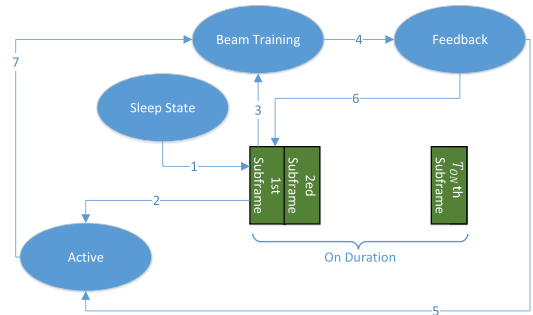 Beam Training
4
Feedback
7
Sleep State
3
6
1
1st
Subframe
2ed
Subframe
T_ON th
Subframe
2
Active
On Duration
5